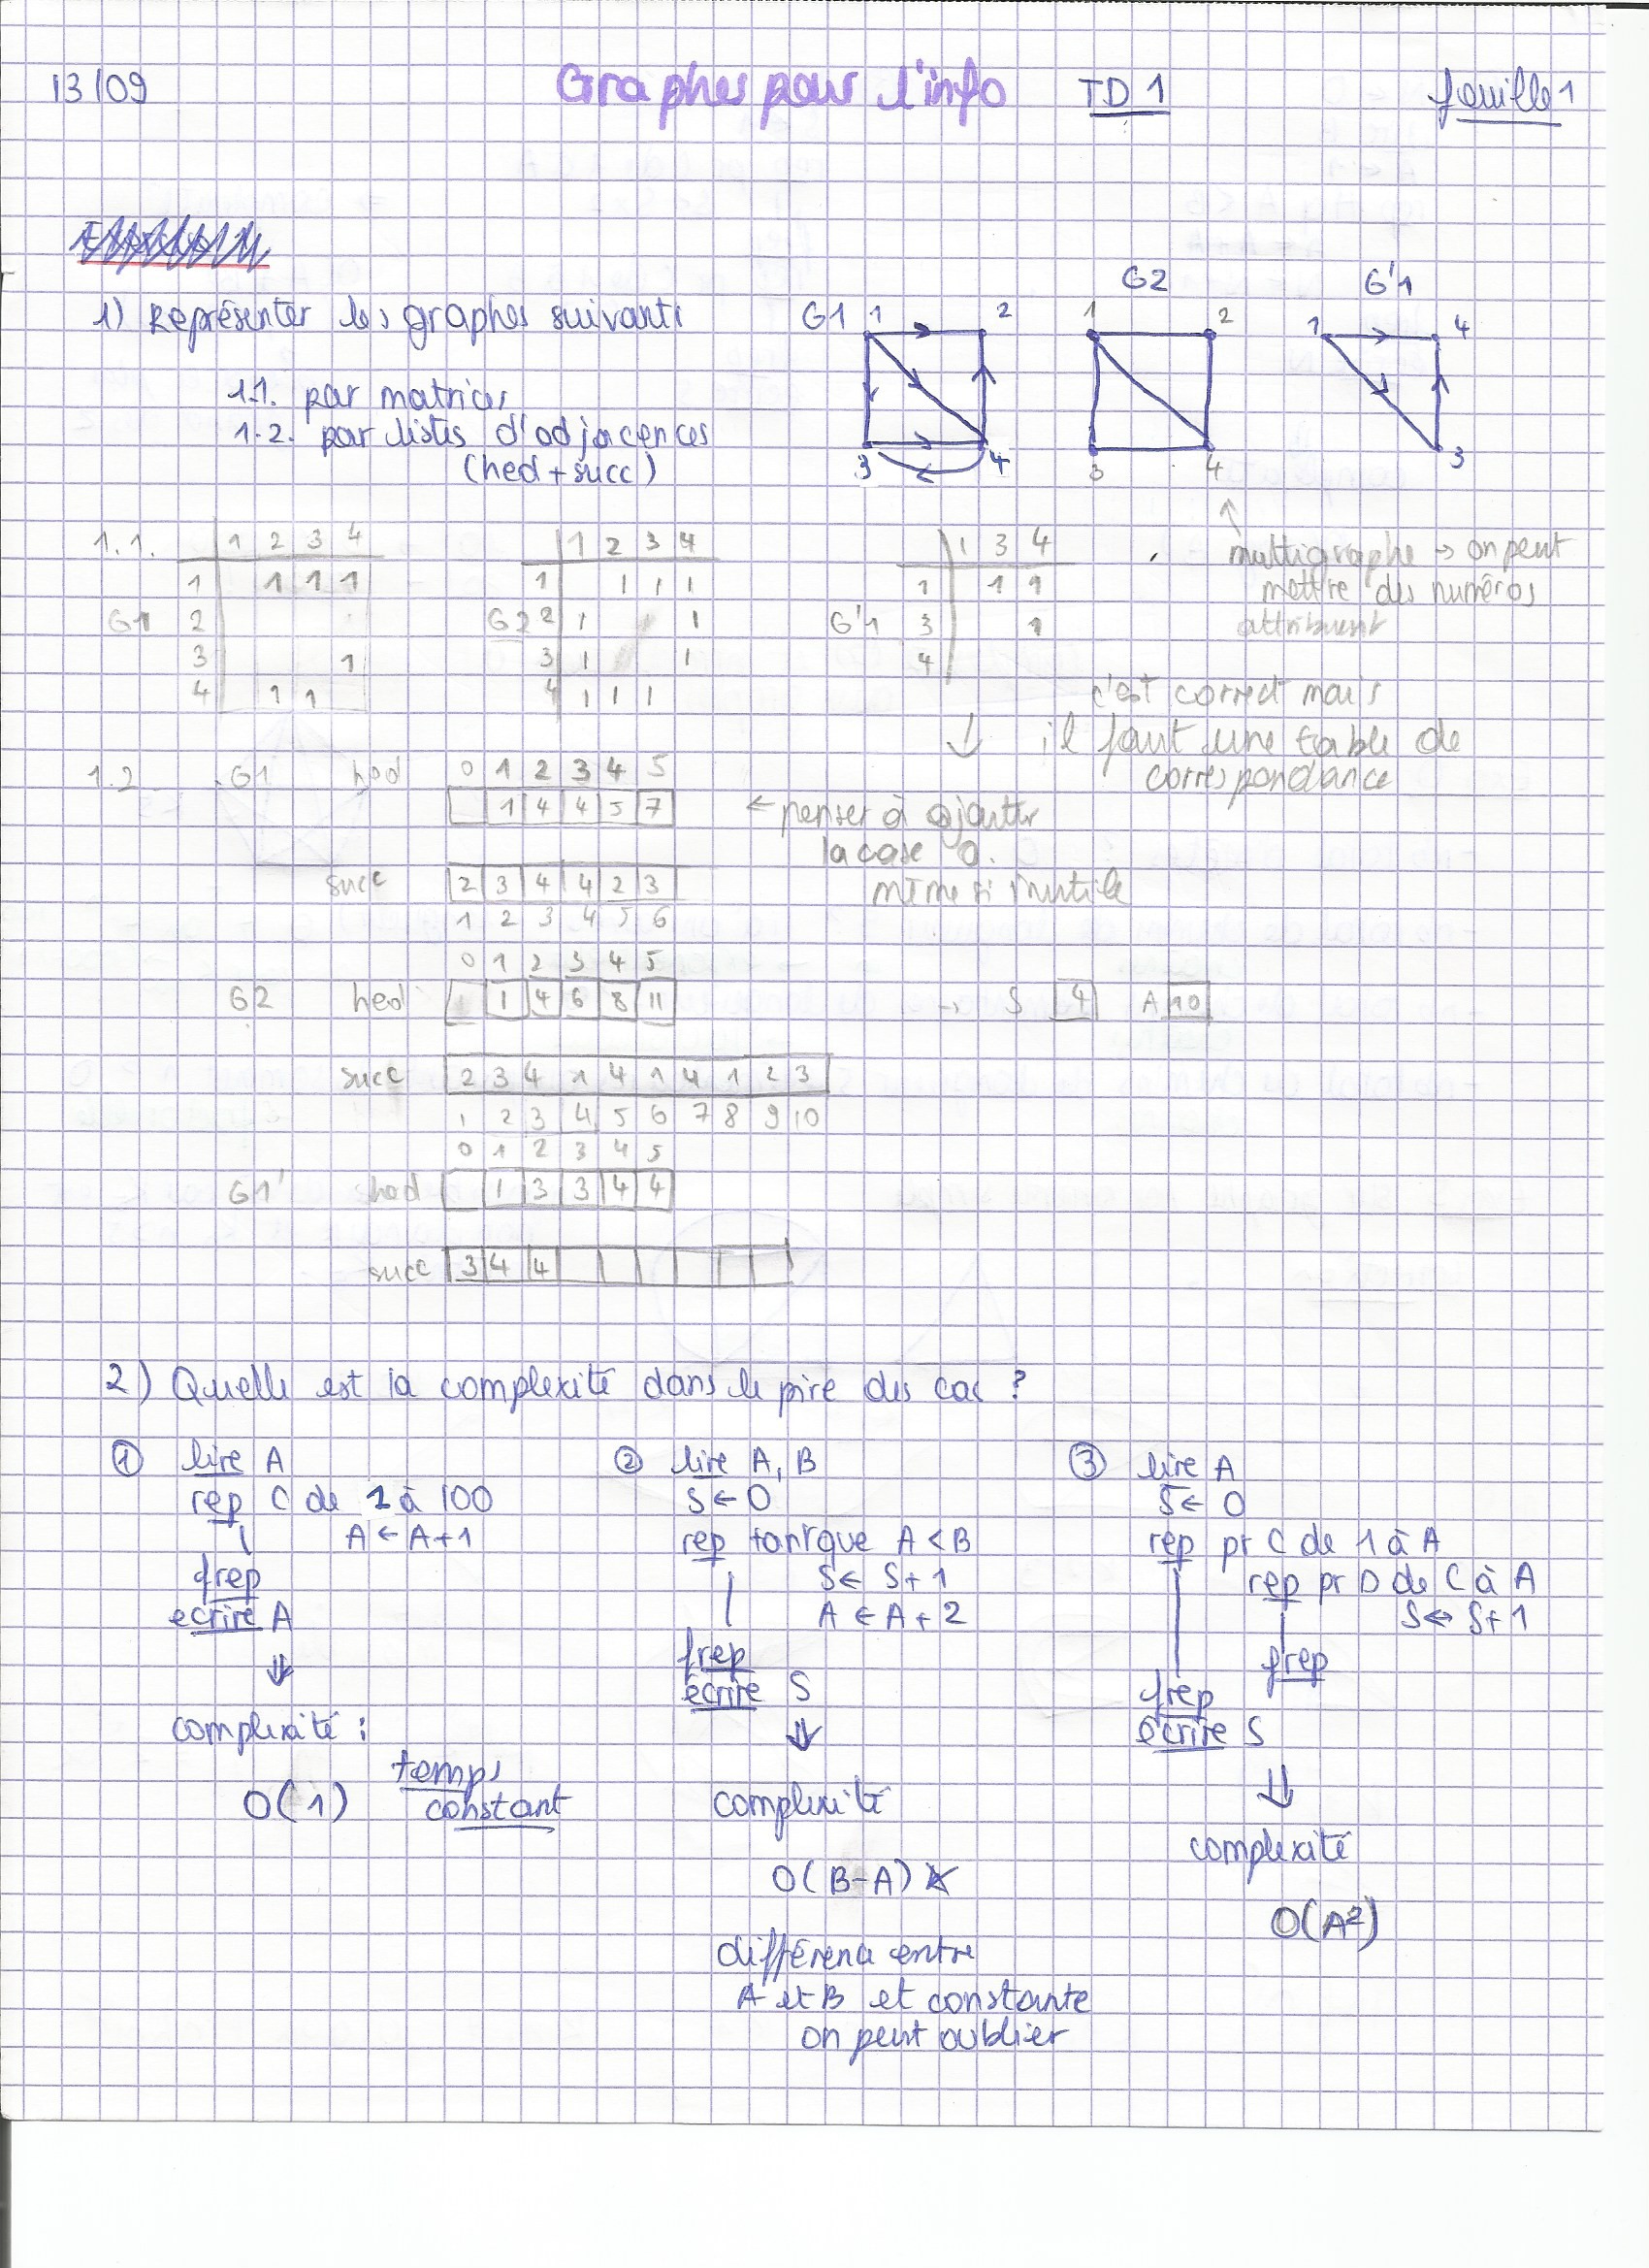 13/09 Graphes pour l'info TD 1 feuille 1
1) Représenter les graphes suivants
1.1. par matrices
1.2. par listes d'adjacences
(hed + succ)
G1 1 2 3 4
G2 1 2 3 4
G'1 1 4 3
1.1. 1 2 3 4
1 1 1 1
G1 2
3 1
4 1 1
1 2 3 4
1 1 1 1
G2 2 1 1
3 1 1
4 1 1 1
1 3 4
1 1 1
G'1 3 1
4
multigraphe → on peut
mettre des numéros
attribuent
c'est correct mais
↓ il faut une table de
correspondance
1.2 G1 hed 0 1 2 3 4 5
1 4 4 5 7
← penser à ajouter
la case 0.
même si inutile
succ 2 3 4 4 2 3
1 2 3 4 5 6
0 1 2 3 4 5
G2 hed 1 4 6 8 11 → S 4 A 10
succ 2 3 4 1 4 1 4 1 2 3
1 2 3 4 5 6 7 8 9 10
0 1 2 3 4 5
G1' hed 1 3 3 4 4
succ 3 4 4
2) Quelle est la complexité dans le pire des cas ?
① lire A
rep C de 1 à 100
A ← A+1
frep
ecrire A
⇓
complexité :
O(1) temps
constant
② lire A, B
S ← 0
rep tantque A < B
S ← S+1
A ← A+2
frep
écrire S
⇓
complexité
O(B-A)
différence entre
A et B et constante
on peut oublier
③ lire A
S ← 0
rep pr C de 1 à A
rep pr D de C à A
S ← S+1
frep
frep
écrire S
⇓
complexité
O(A²)